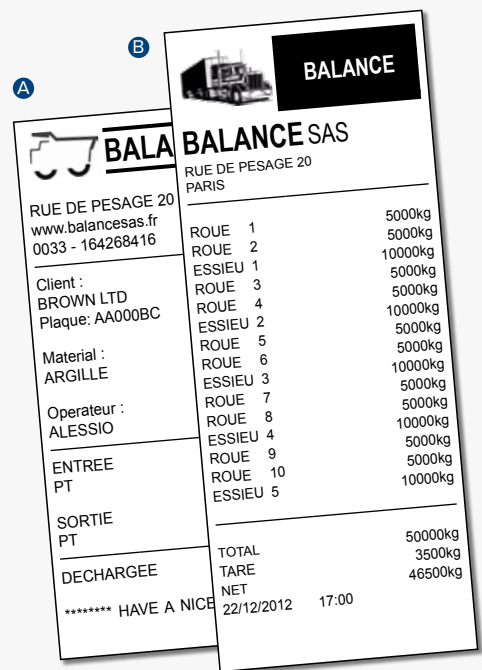 A
BALA
RUE DE PESAGE 20
www.balancesas.fr
0033 - 164268416
Client :
BROWN LTD
Plaque: AA000BC
Material :
ARGILLE
Operateur :
ALESSIO
ENTREE
PT
SORTIE
PT
DECHARGEE
******** HAVE A NICE
B
BALANCE
BALANCE SAS
RUE DE PESAGE 20
PARIS
ROUE 1 5000kg
ROUE 2 5000kg
ESSIEU 1 10000kg
ROUE 3 5000kg
ROUE 4 5000kg
ESSIEU 2 10000kg
ROUE 5 5000kg
ROUE 6 5000kg
ESSIEU 3 10000kg
ROUE 7 5000kg
ROUE 8 5000kg
ESSIEU 4 10000kg
ROUE 9 5000kg
ROUE 10 5000kg
ESSIEU 5 10000kg
TOTAL 50000kg
TARE 3500kg
NET 46500kg
22/12/2012 17:00